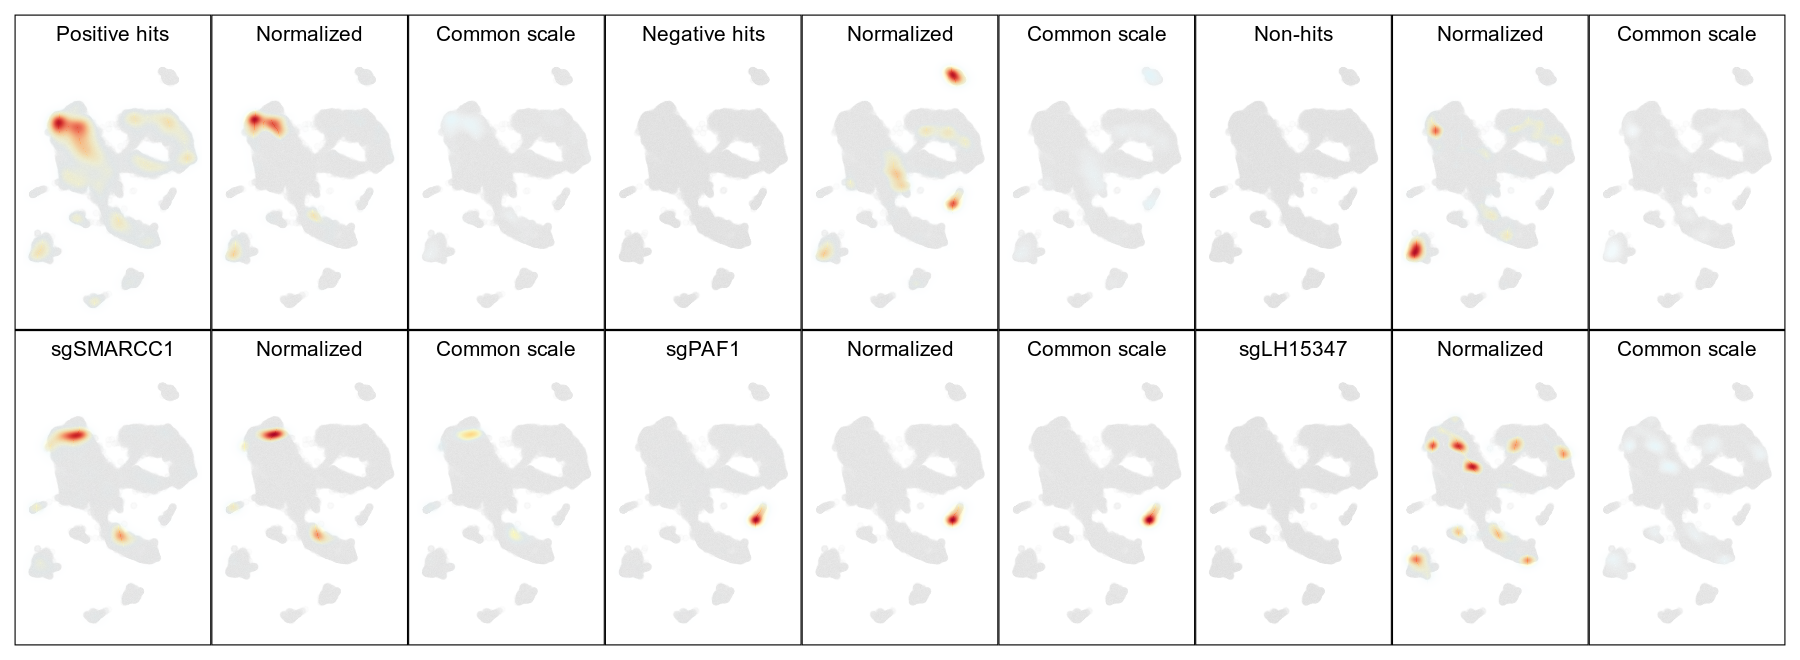 Positive hits
Normalized
Common scale
Negative hits
Normalized
Common scale
Non-hits
Normalized
Common scale
sgSMARCC1
Normalized
Common scale
sgPAF1
Normalized
Common scale
sgLH15347
Normalized
Common scale